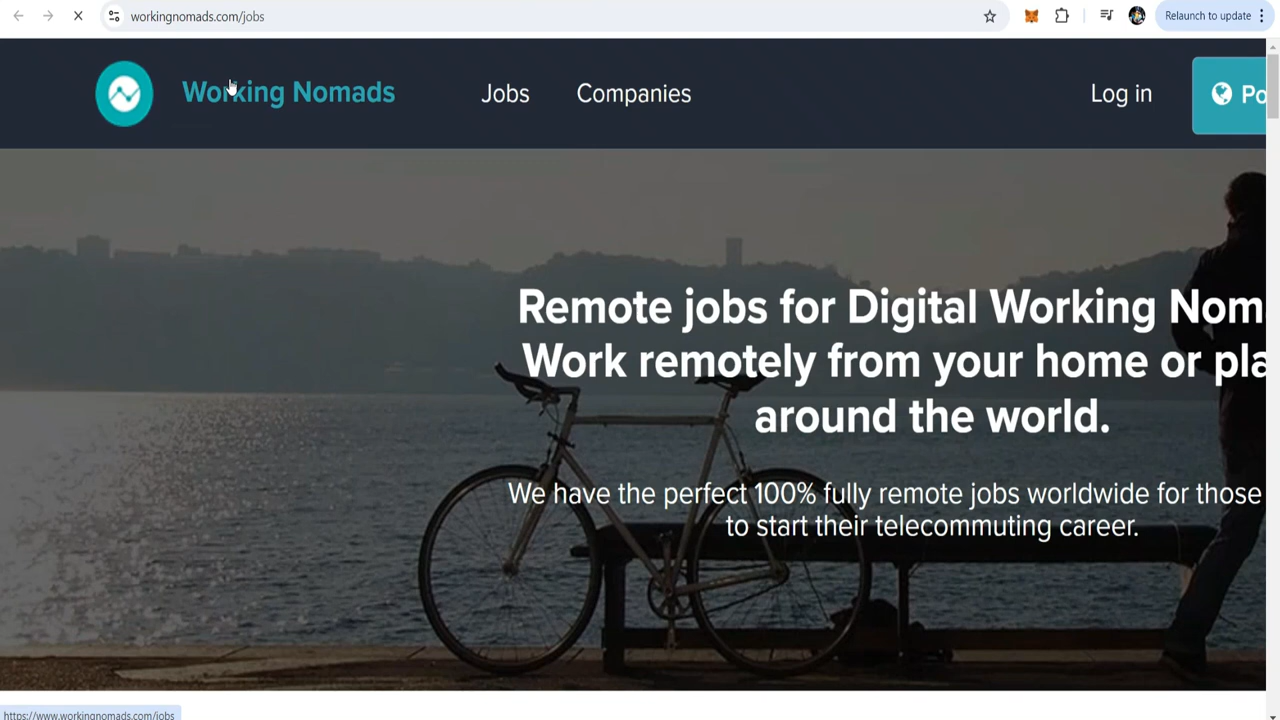 workingnomads.com/jobs
Relaunch to update
Working Nomads
Jobs
Companies
Log in
Po
Remote jobs for Digital Working Nom
Work remotely from your home or pla
around the world.
We have the perfect 100% fully remote jobs worldwide for those
to start their telecommuting career.
https://www.workingnomads.com/jobs